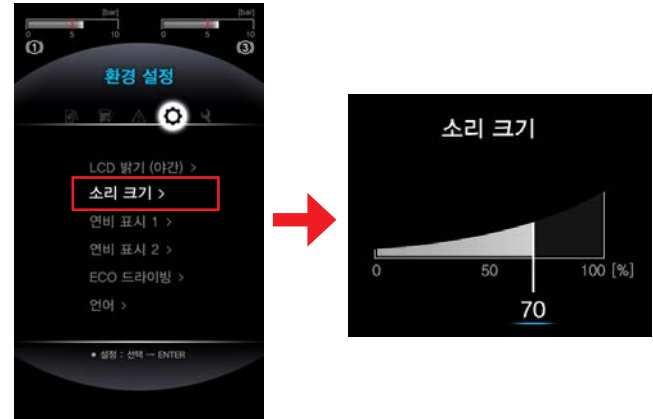 [bar] [bar]
0 5 10 0 5 10
(1) (3)
환경 설정
LCD 밝기 (야간) >
소리 크기 >
연비 표시 1 >
연비 표시 2 >
ECO 드라이빙 >
언어 >
• 설정 : 선택 → ENTER
소리 크기
0 50 100 [%]
70